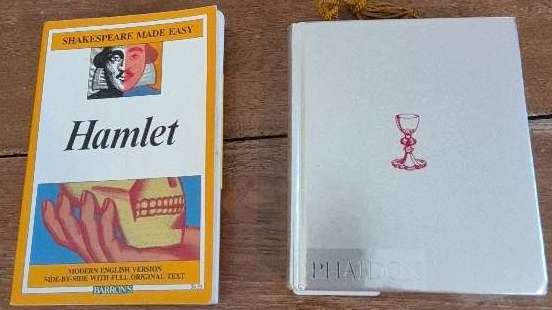 SHAKESPEARE MADE EASY
Hamlet
MODERN ENGLISH VERSION
SIDE-BY-SIDE WITH FULL ORIGINAL TEXT
BARRON'S
PHAIDON